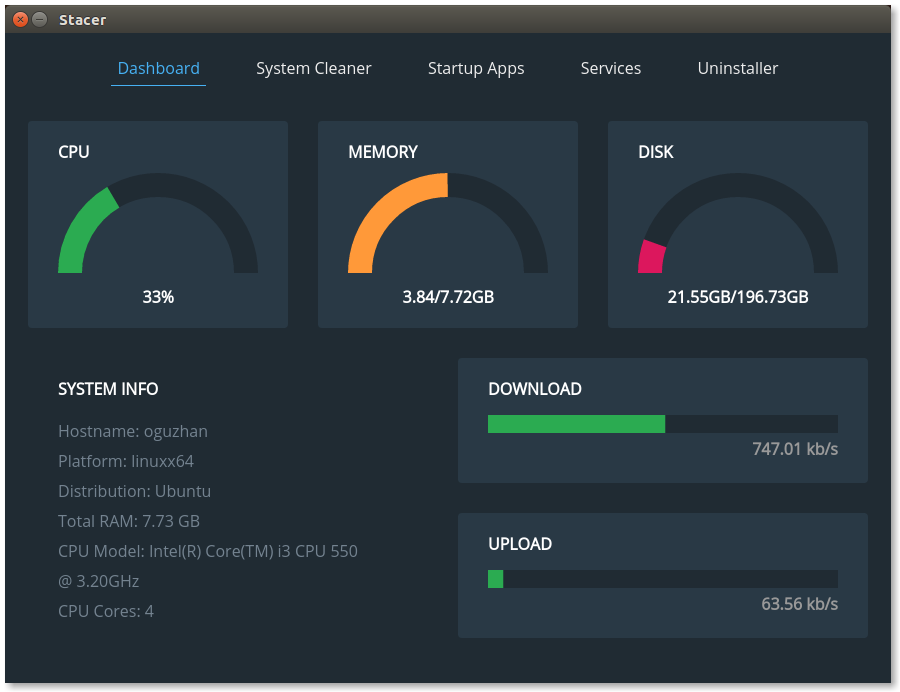 Stacer
Dashboard
System Cleaner
Startup Apps
Services
Uninstaller
CPU
33%
MEMORY
3.84/7.72GB
DISK
21.55GB/196.73GB
SYSTEM INFO
Hostname: oguzhan
Platform: linuxx64
Distribution: Ubuntu
Total RAM: 7.73 GB
CPU Model: Intel(R) Core(TM) i3 CPU 550
@ 3.20GHz
CPU Cores: 4
DOWNLOAD
747.01 kb/s
UPLOAD
63.56 kb/s